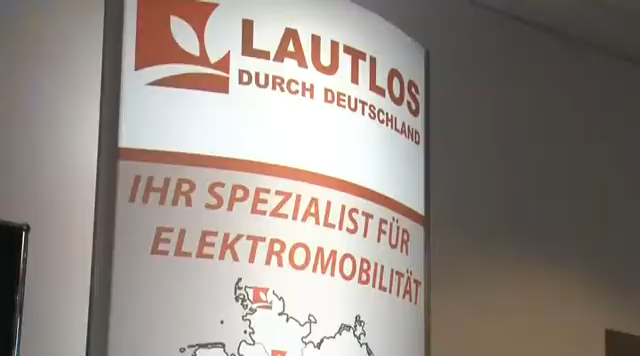 LAUTLOS
DURCH DEUTSCHLAND
IHR SPEZIALIST FÜR
ELEKTROMOBILITÄT